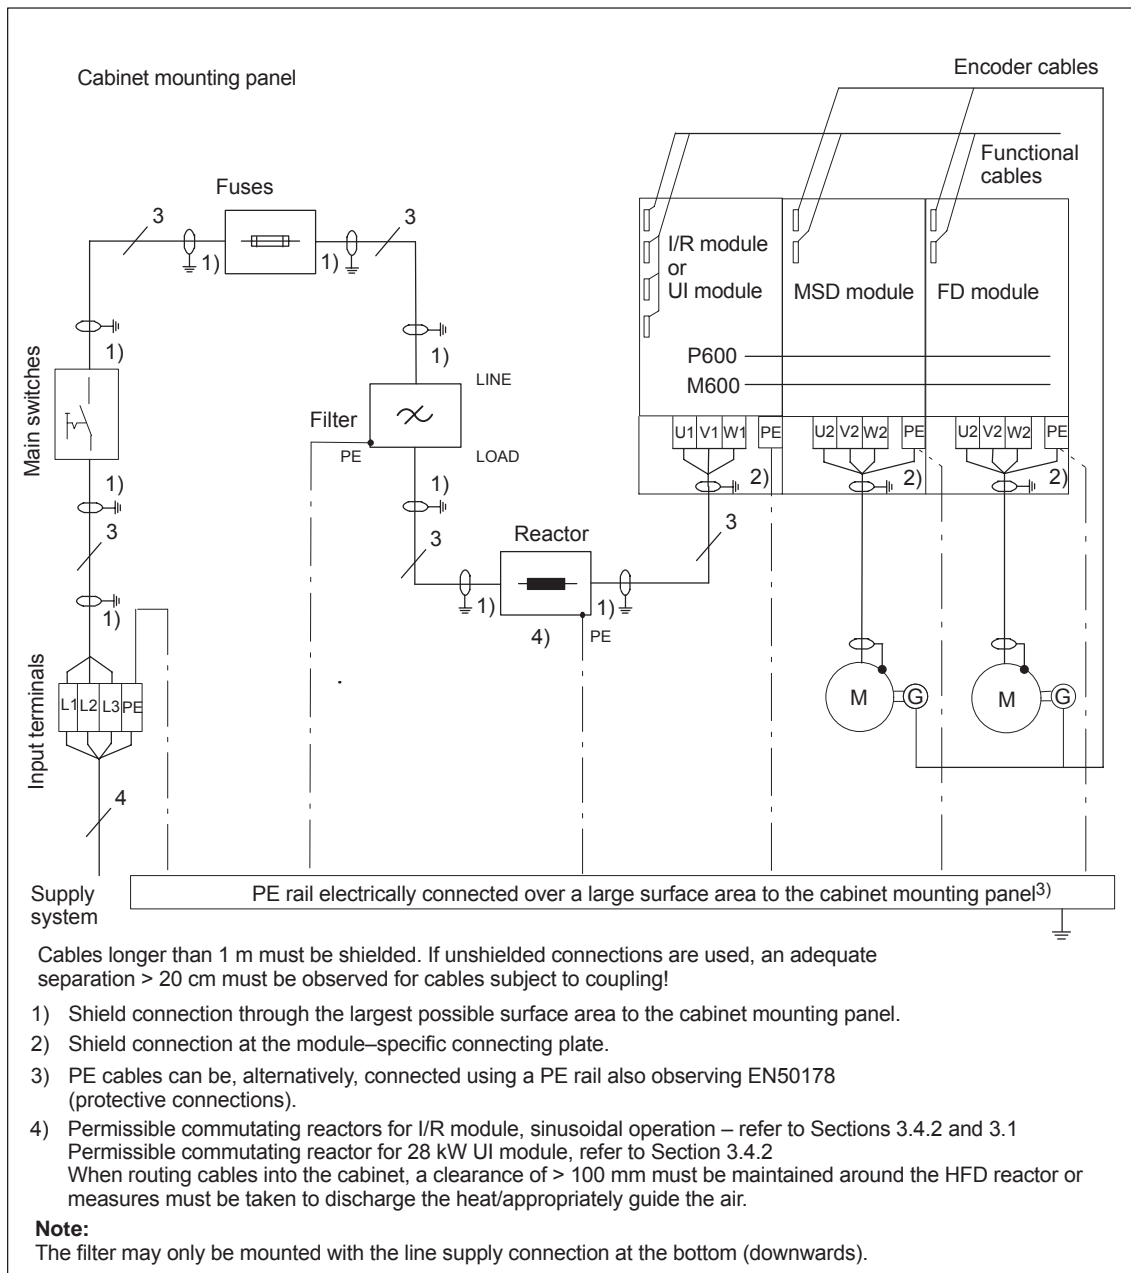 Cabinet mounting panel
Encoder cables
Functional
cables
Fuses
3
3
1)
1)
I/R module
or
UI module
MSD module
FD module
P600
M600
Main switches
1)
1)
LINE
Filter
PE
LOAD
U1 V1 W1 PE
U2 V2 W2 PE
U2 V2 W2 PE
2)
2)
2)
1)
1)
3
3
3
Reactor
1)
1)
4)
PE
1)
Input terminals
L1 L2 L3 PE
M
G
M
G
4
Supply
system
PE rail electrically connected over a large surface area to the cabinet mounting panel3)
Cables longer than 1 m must be shielded. If unshielded connections are used, an adequate
separation > 20 cm must be observed for cables subject to coupling!
1) Shield connection through the largest possible surface area to the cabinet mounting panel.
2) Shield connection at the module–specific connecting plate.
3) PE cables can be, alternatively, connected using a PE rail also observing EN50178
(protective connections).
4) Permissible commutating reactors for I/R module, sinusoidal operation – refer to Sections 3.4.2 and 3.1
Permissible commutating reactor for 28 kW UI module, refer to Section 3.4.2
When routing cables into the cabinet, a clearance of > 100 mm must be maintained around the HFD reactor or
measures must be taken to discharge the heat/appropriately guide the air.
Note:
The filter may only be mounted with the line supply connection at the bottom (downwards).